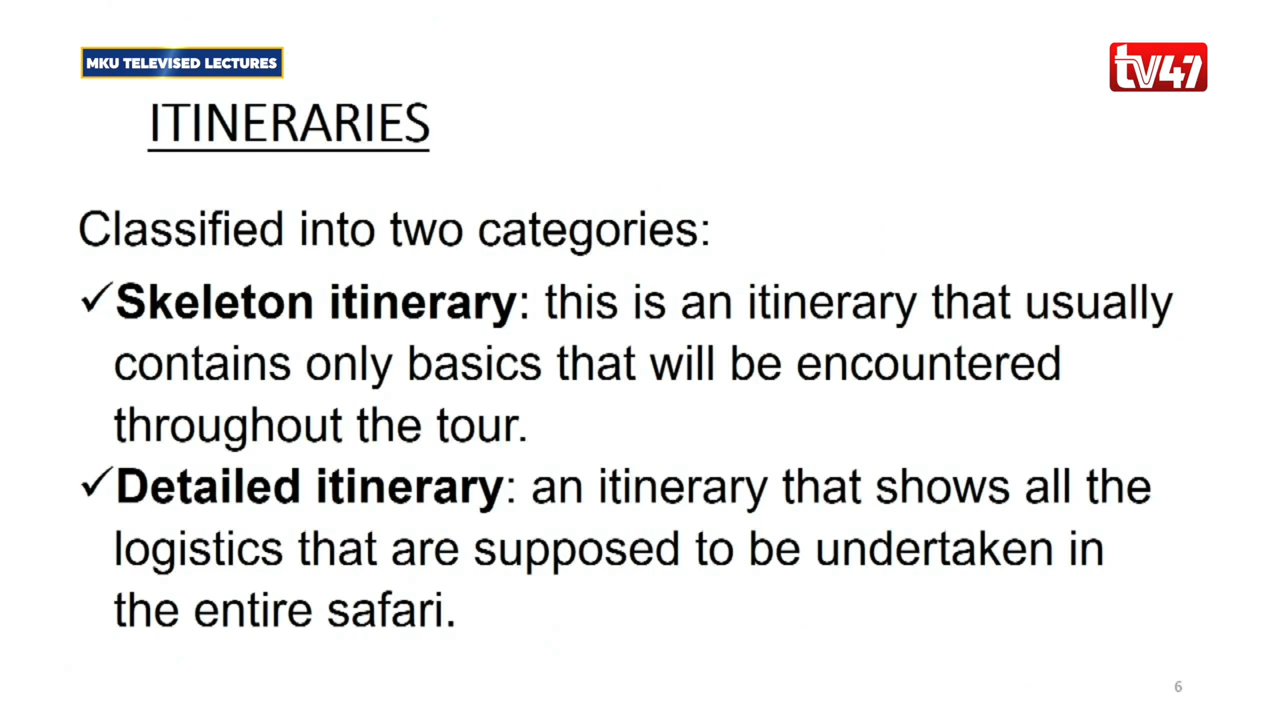 MKU TELEVISED LECTURES
tv47
ITINERARIES
Classified into two categories:
✓Skeleton itinerary: this is an itinerary that usually
contains only basics that will be encountered
throughout the tour.
✓Detailed itinerary: an itinerary that shows all the
logistics that are supposed to be undertaken in
the entire safari.
6